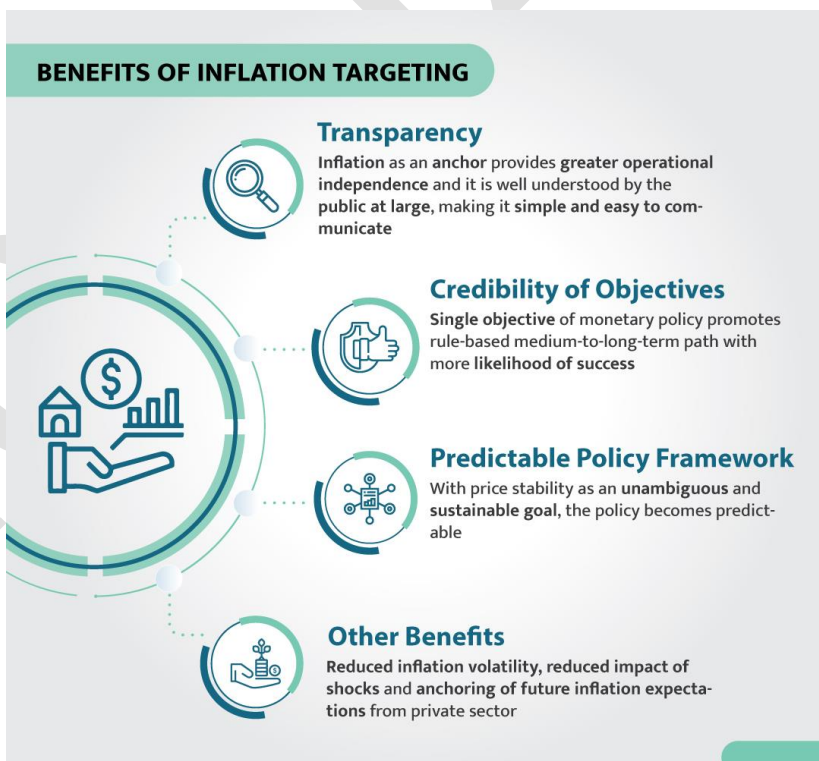 BENEFITS OF INFLATION TARGETING
Transparency
Inflation as an anchor provides greater operational
independence and it is well understood by the
public at large, making it simple and easy to com-
municate
Credibility of Objectives
Single objective of monetary policy promotes
rule-based medium-to-long-term path with
more likelihood of success
Predictable Policy Framework
With price stability as an unambiguous and
sustainable goal, the policy becomes predict-
able
Other Benefits
Reduced inflation volatility, reduced impact of
shocks and anchoring of future inflation expecta-
tions from private sector